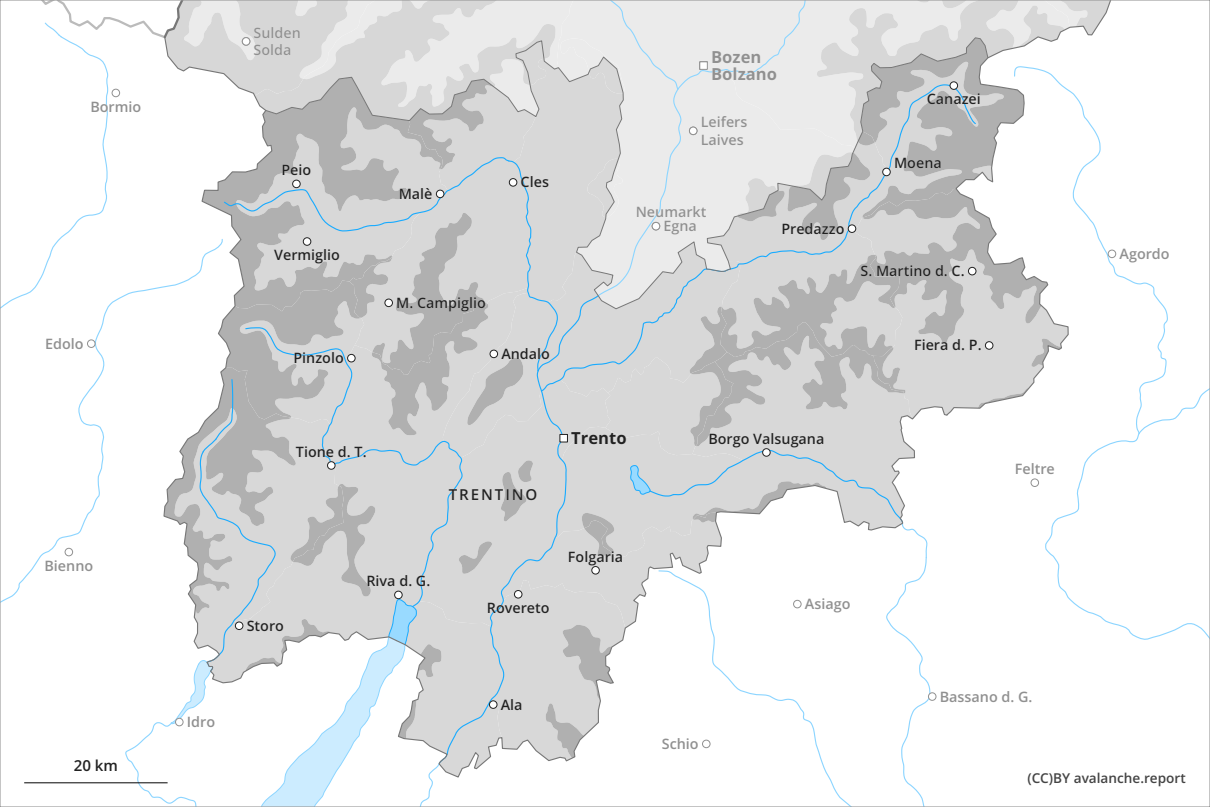 Sulden
Solda
Bozen
Bolzano
Bormio
Canazei
Leifers
Laives
Moena
Peio
Malè
Cles
Neumarkt
Egna
Predazzo
Vermiglio
Agordo
S. Martino d. C.
M. Campiglio
Edolo
Pinzolo
Andalo
Fiera d. P.
Trento
Borgo Valsugana
Tione d. T.
Feltre
TRENTINO
Bienno
Folgaria
Riva d. G.
Rovereto
Asiago
Storo
Bassano d. G.
Ala
Idro
Schio
20 km
(CC)BY avalanche.report